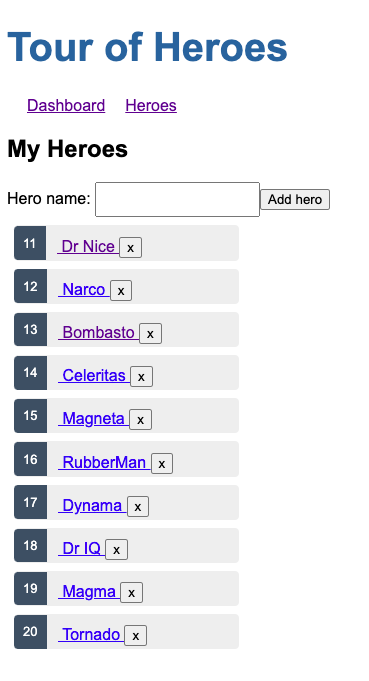 Tour of Heroes
Dashboard Heroes
My Heroes
Hero name: Add hero
11 Dr Nice x
12 Narco x
13 Bombasto x
14 Celeritas x
15 Magneta x
16 RubberMan x
17 Dynama x
18 Dr IQ x
19 Magma x
20 Tornado x